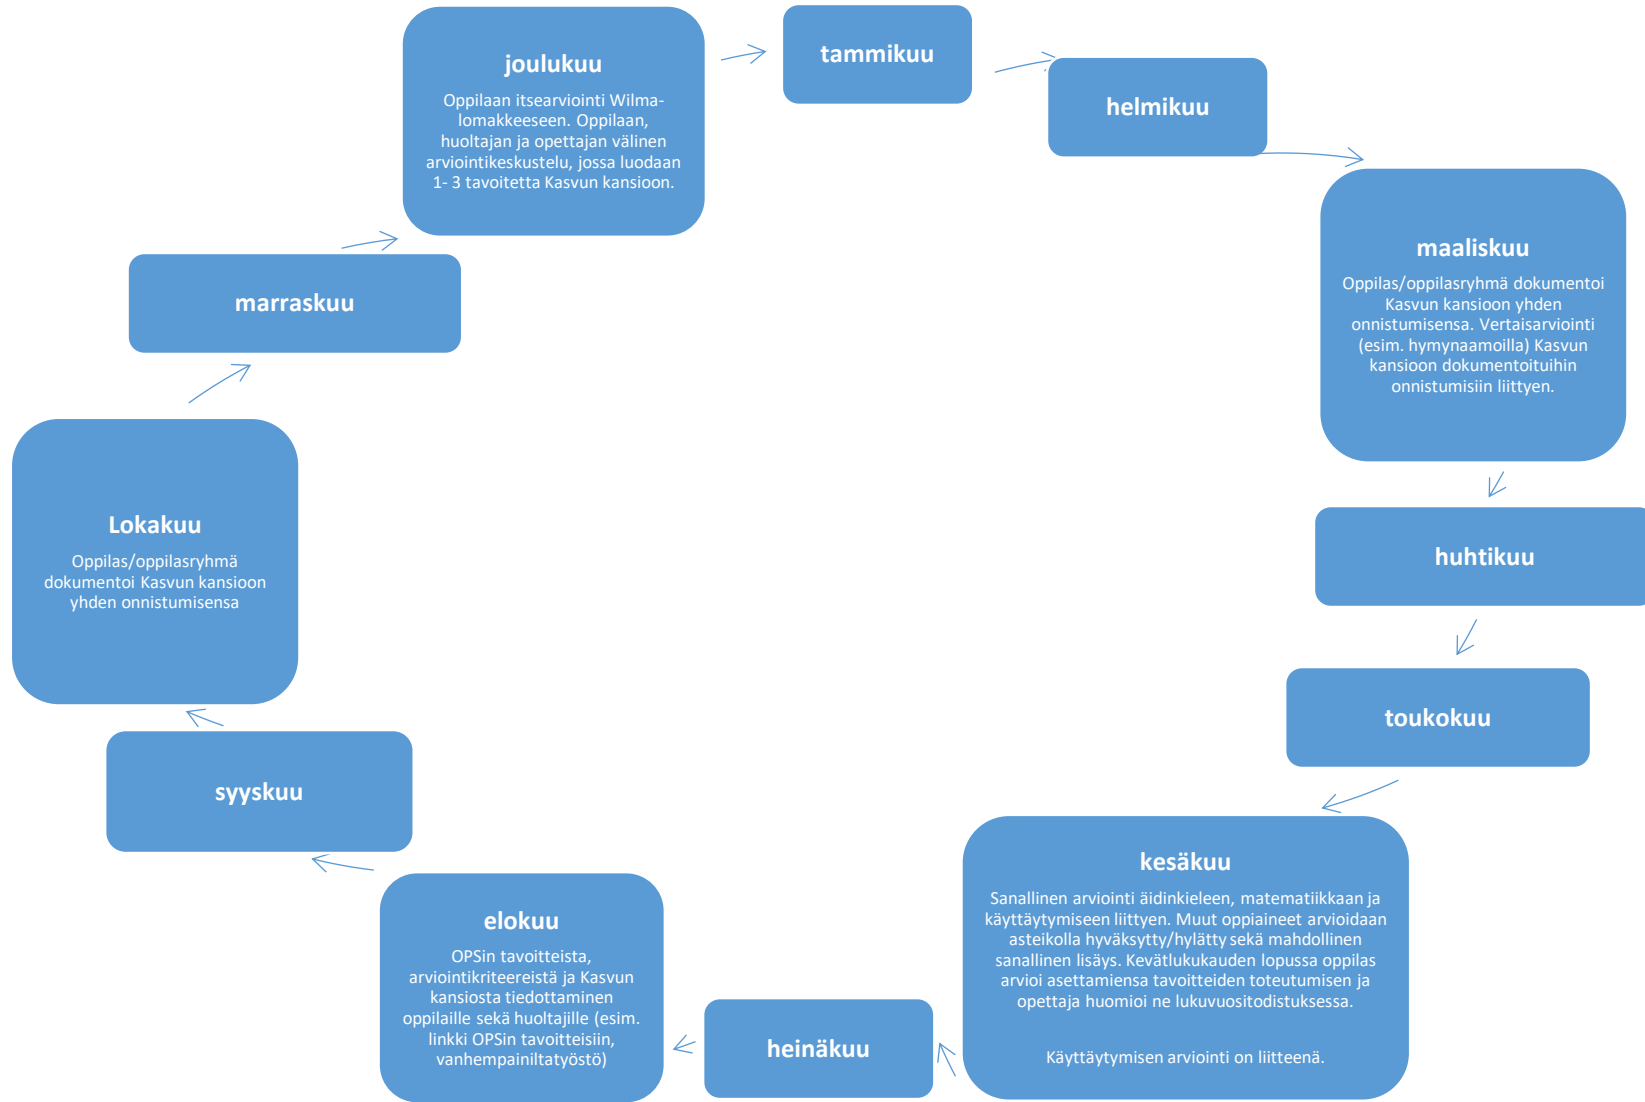 joulukuu
Oppilaan itsearviointi Wilma-
lomakkeeseen. Oppilaan,
huoltajan ja opettajan välinen
arviointikeskustelu, jossa luodaan
1- 3 tavoitetta Kasvun kansioon.
tammikuu
helmikuu
maaliskuu
Oppilas/oppilasryhmä dokumentoi
Kasvun kansioon yhden
onnistumisensa. Vertaisarviointi
(esim. hymynaamoilla) Kasvun
kansioon dokumentoituihin
onnistumisiin liittyen.
huhtikuu
toukokuu
kesäkuu
Sanallinen arviointi äidinkieleen, matematiikkaan ja
käyttäytymiseen liittyen. Muut oppiaineet arvioidaan
asteikolla hyväksytty/hylätty sekä mahdollinen
sanallinen lisäys. Kevätlukukauden lopussa oppilas
arvioi asettamiensa tavoitteiden toteutumisen ja
opettaja huomioi ne lukuvuositodistuksessa.
Käyttäytymisen arviointi on liitteenä.
heinäkuu
elokuu
OPSin tavoitteista,
arviointikriteereistä ja Kasvun
kansiosta tiedottaminen
oppilaille sekä huoltajille (esim.
linkki OPSin tavoitteisiin,
vanhempainiltatyöstö)
syyskuu
Lokakuu
Oppilas/oppilasryhmä
dokumentoi Kasvun kansioon
yhden onnistumisensa
marraskuu